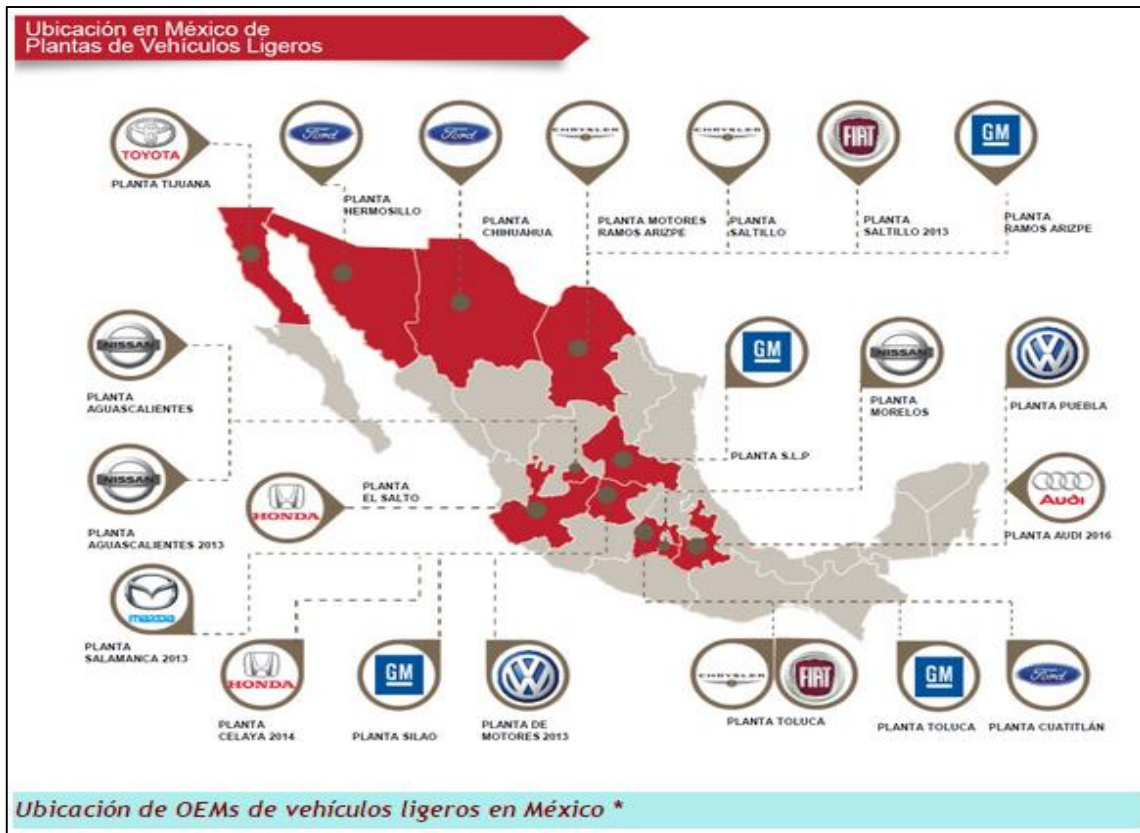 Ubicación en México de
Plantas de Vehículos Ligeros
TOYOTA
PLANTA TIJUANA
Ford
PLANTA
HERMOSILLO
Ford
PLANTA
CHIHUAHUA
CHRYSLER
PLANTA MOTORES
RAMOS ARIZPE
CHRYSLER
PLANTA
SALTILLO
FIAT
PLANTA
SALTILLO 2013
GM
PLANTA
RAMOS ARIZPE
NISSAN
PLANTA
AGUASCALIENTES
GM
PLANTA S.L.P
NISSAN
PLANTA
MORELOS
VW
PLANTA PUEBLA
NISSAN
PLANTA
AGUASCALIENTES 2013
HONDA
PLANTA
EL SALTO
Audi
PLANTA AUDI 2016
mazda
PLANTA
SALAMANCA 2013
HONDA
PLANTA
CELAYA 2014
GM
PLANTA SILAO
VW
PLANTA DE
MOTORES 2013
CHRYSLER
FIAT
PLANTA TOLUCA
GM
PLANTA TOLUCA
Ford
PLANTA CUATITLÁN
Ubicación de OEMs de vehículos ligeros en México *